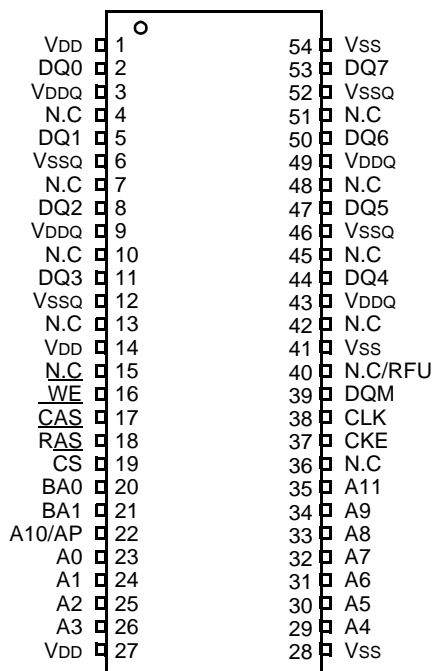 VDD 1 54 VSS
DQ0 2 53 DQ7
VDDQ 3 52 VSSQ
N.C 4 51 N.C
DQ1 5 50 DQ6
VSSQ 6 49 VDDQ
N.C 7 48 N.C
DQ2 8 47 DQ5
VDDQ 9 46 VSSQ
N.C 10 45 N.C
DQ3 11 44 DQ4
VSSQ 12 43 VDDQ
N.C 13 42 N.C
VDD 14 41 VSS
N.C 15 40 N.C/RFU
WE 16 39 DQM
CAS 17 38 CLK
RAS 18 37 CKE
CS 19 36 N.C
BA0 20 35 A11
BA1 21 34 A9
A10/AP 22 33 A8
A0 23 32 A7
A1 24 31 A6
A2 25 30 A5
A3 26 29 A4
VDD 27 28 VSS